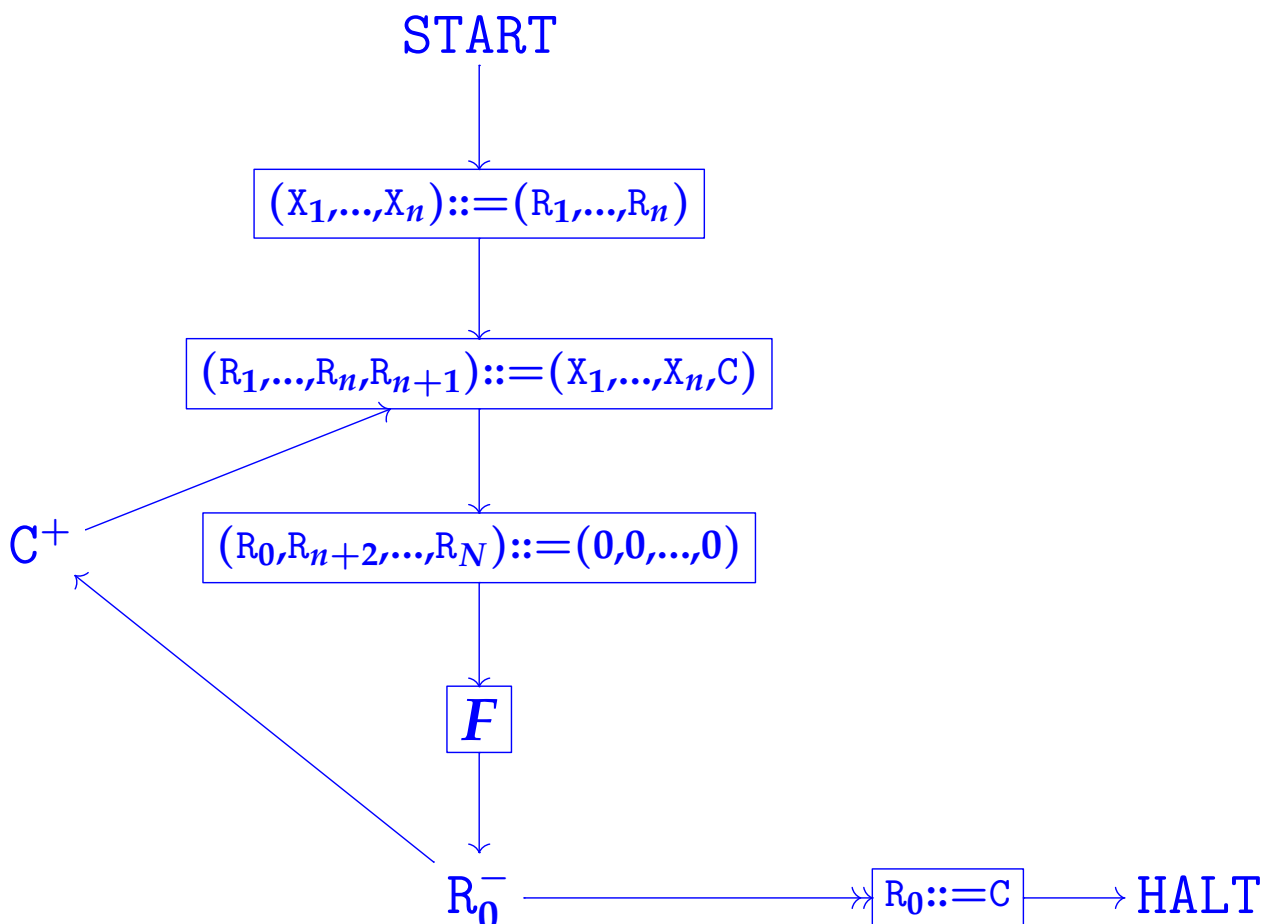 START
(X₁,...,Xₙ)::=(R₁,...,Rₙ)
(R₁,...,Rₙ,Rₙ₊₁)::=(X₁,...,Xₙ,C)
C⁺
(R₀,Rₙ₊₂,...,R_N)::=(0,0,...,0)
F
R₀⁻
R₀::=C
HALT